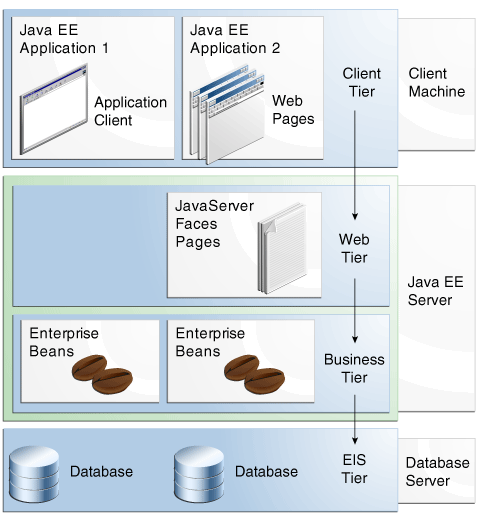 Java EE
Application 1
Application
Client
Java EE
Application 2
Web
Pages
Client
Tier
Client
Machine
JavaServer
Faces
Pages
Web
Tier
Java EE
Server
Enterprise
Beans
Enterprise
Beans
Business
Tier
Database
Database
EIS
Tier
Database
Server